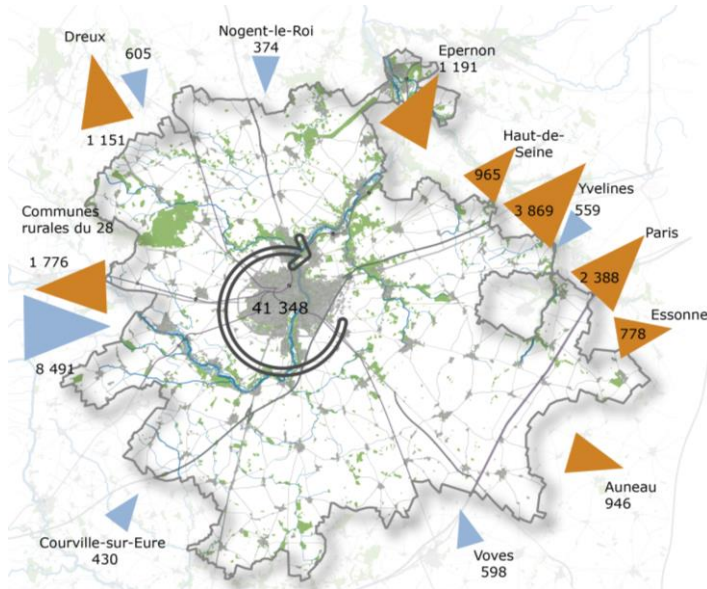 Dreux
605
1 151
Nogent-le-Roi
374
Epernon
1 191
Haut-de-
Seine
965
Yvelines
3 869
559
Paris
2 388
Essonne
778
Communes
rurales du 28
1 776
8 491
41 348
Auneau
946
Courville-sur-Eure
430
Voves
598